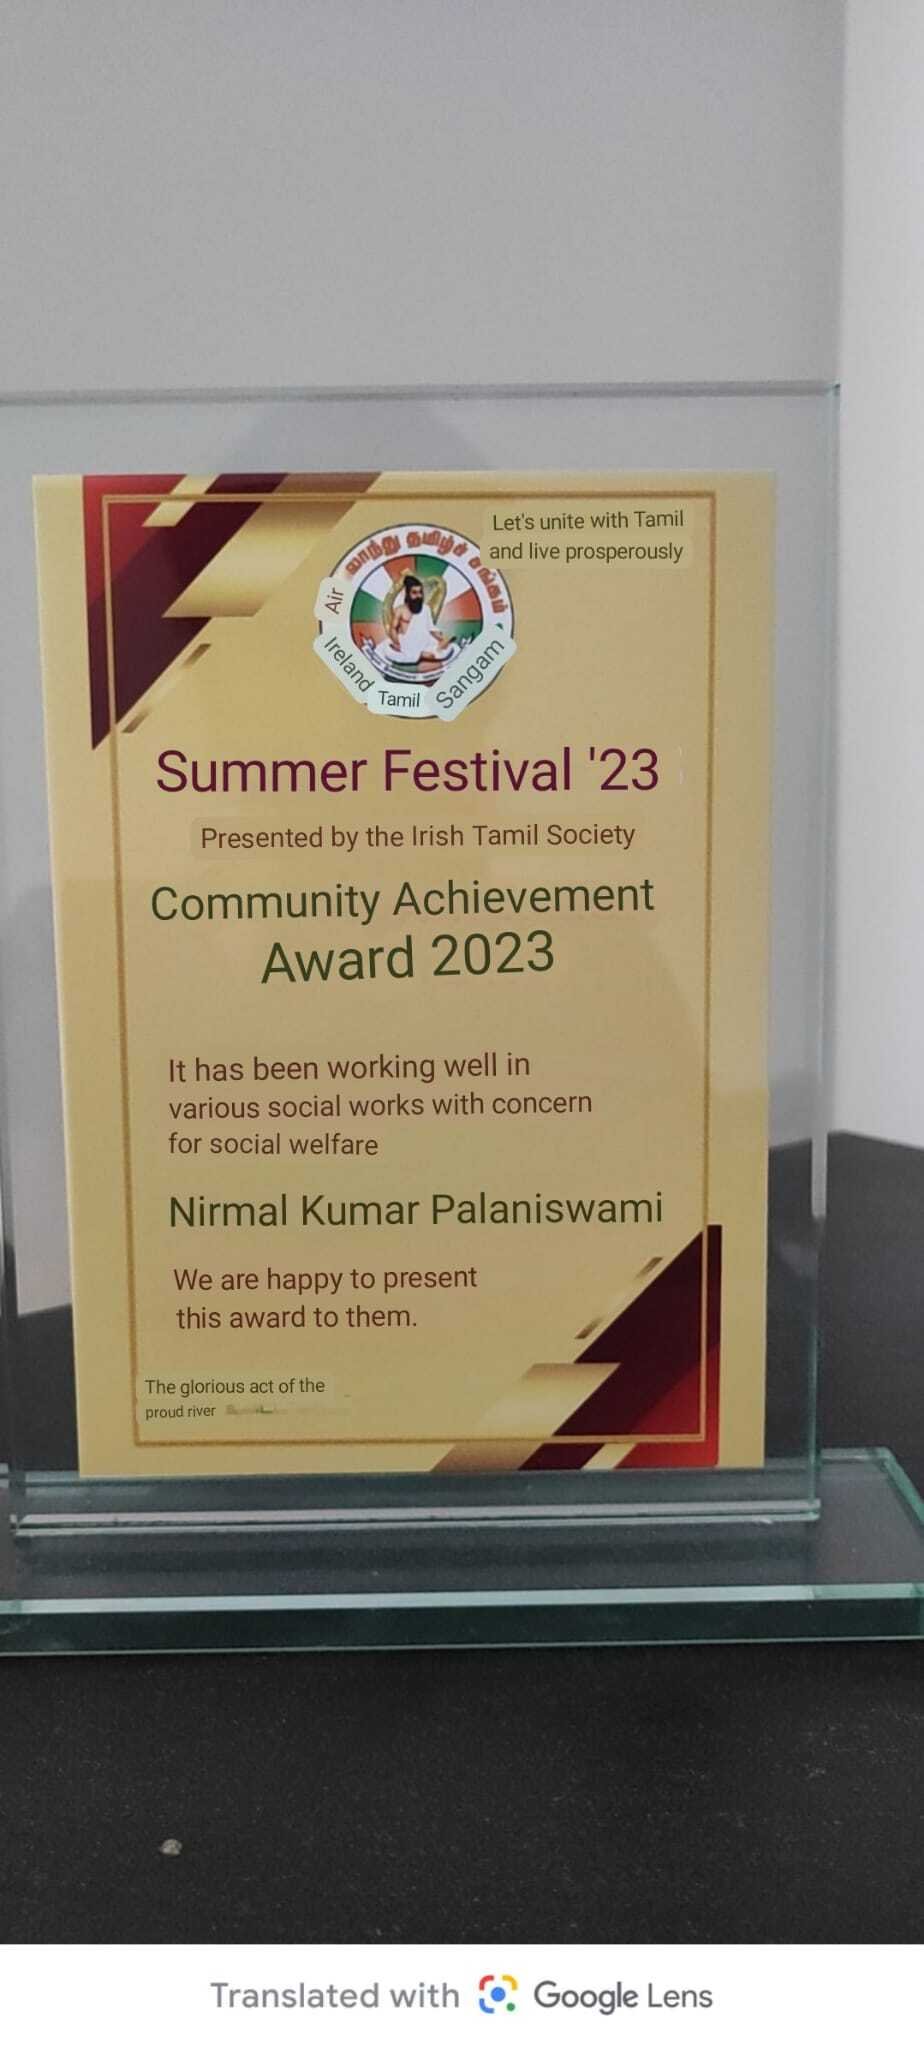 Let's unite with Tamil
and live prosperously
லாந்து தமிழ்ச் சங்கம்
Air
Ireland Tamil Sangam
Summer Festival '23
Presented by the Irish Tamil Society
Community Achievement
Award 2023
It has been working well in
various social works with concern
for social welfare
Nirmal Kumar Palaniswami
We are happy to present
this award to them.
The glorious act of the
proud river
Translated with Google Lens